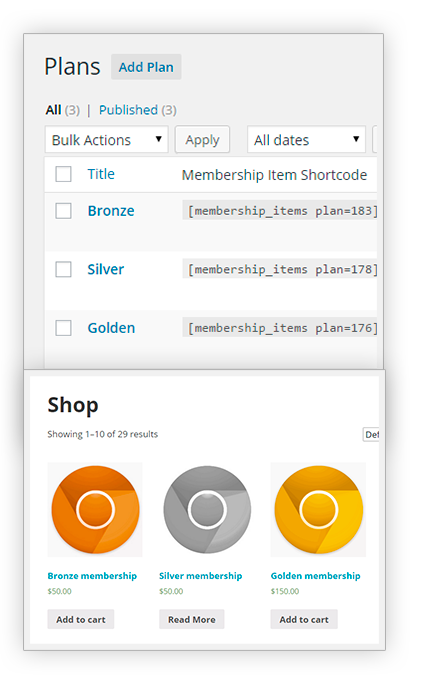 Plans Add Plan
All (3) | Published (3)
Bulk Actions Apply All dates
Title Membership Item Shortcode
Bronze [membership_items plan=183]
Silver [membership_items plan=178]
Golden [membership_items plan=176]
Shop
Showing 1–10 of 29 results Def
Bronze membership Silver membership Golden membership
$50.00 $50.00 $150.00
Add to cart Read More Add to cart